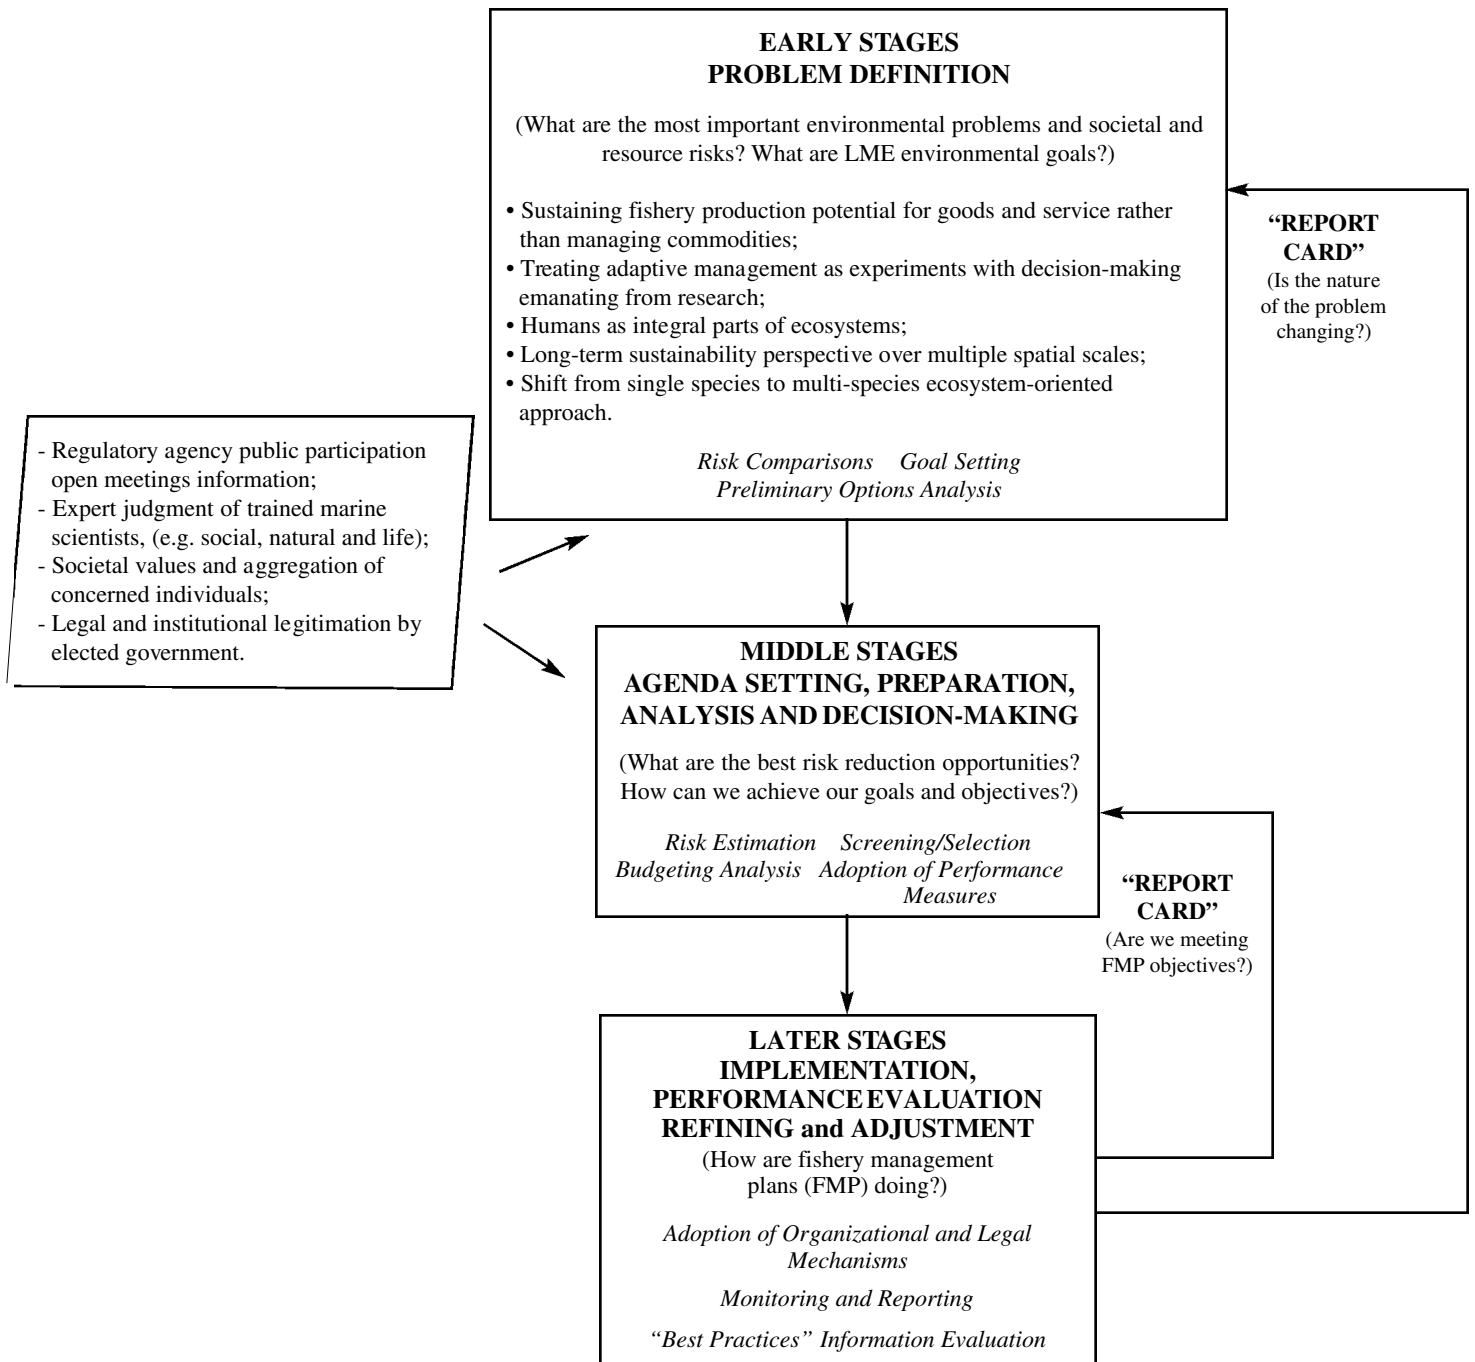 EARLY STAGES
PROBLEM DEFINITION
(What are the most important environmental problems and societal and
resource risks? What are LME environmental goals?)
• Sustaining fishery production potential for goods and service rather
than managing commodities;
• Treating adaptive management as experiments with decision-making
emanating from research;
• Humans as integral parts of ecosystems;
• Long-term sustainability perspective over multiple spatial scales;
• Shift from single species to multi-species ecosystem-oriented
approach.
Risk Comparisons Goal Setting
Preliminary Options Analysis
“REPORT
CARD”
(Is the nature
of the problem
changing?)
- Regulatory agency public participation
open meetings information;
- Expert judgment of trained marine
scientists, (e.g. social, natural and life);
- Societal values and aggregation of
concerned individuals;
- Legal and institutional legitimation by
elected government.
MIDDLE STAGES
AGENDA SETTING, PREPARATION,
ANALYSIS AND DECISION-MAKING
(What are the best risk reduction opportunities?
How can we achieve our goals and objectives?)
Risk Estimation Screening/Selection
Budgeting Analysis Adoption of Performance
Measures
“REPORT
CARD”
(Are we meeting
FMP objectives?)
LATER STAGES
IMPLEMENTATION,
PERFORMANCE EVALUATION
REFINING and ADJUSTMENT
(How are fishery management
plans (FMP) doing?)
Adoption of Organizational and Legal
Mechanisms
Monitoring and Reporting
“Best Practices” Information Evaluation